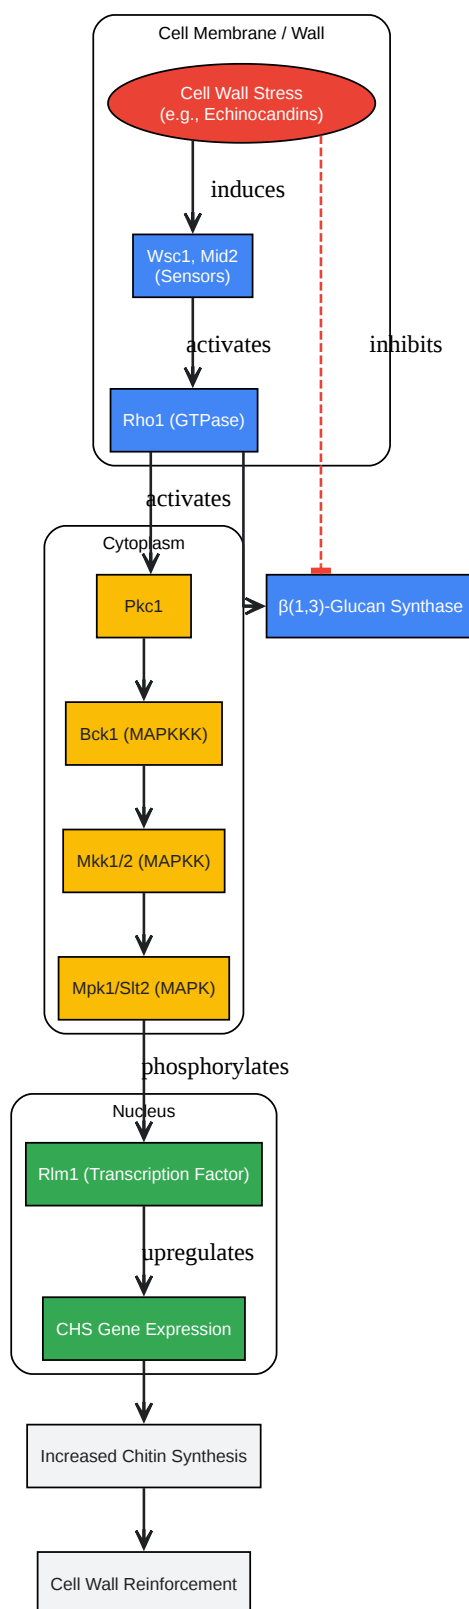 Cell Membrane / Wall
Cell Wall Stress
(e.g., Echinocandins)
induces
Wsc1, Mid2
(Sensors)
activates
inhibits
Rho1 (GTPase)
activates
Cytoplasm
Pkc1
β(1,3)-Glucan Synthase
Bck1 (MAPKKK)
Mkk1/2 (MAPKK)
Mpk1/Slt2 (MAPK)
phosphorylates
Nucleus
Rlm1 (Transcription Factor)
upregulates
CHS Gene Expression
Increased Chitin Synthesis
Cell Wall Reinforcement